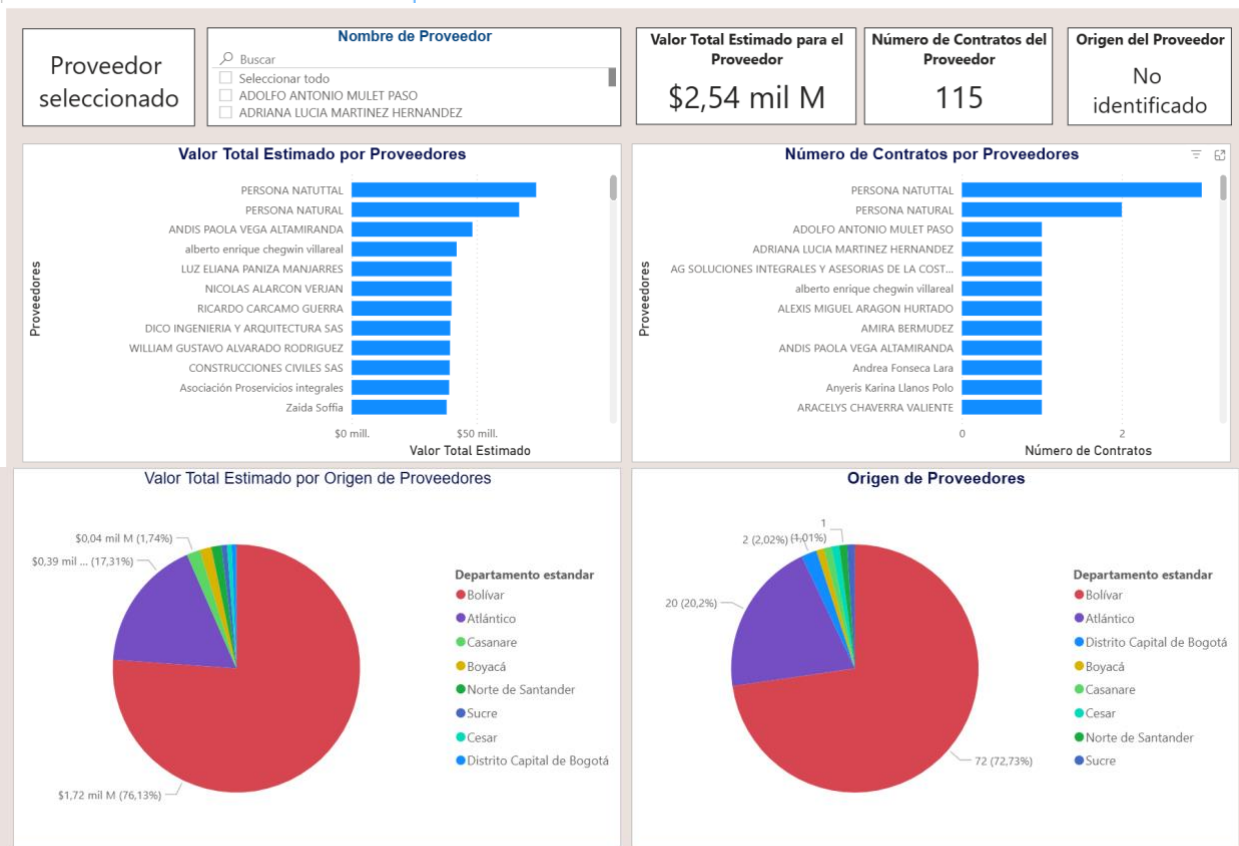 Proveedor
seleccionado
Nombre de Proveedor
Buscar
Seleccionar todo
ADOLFO ANTONIO MULET PASO
ADRIANA LUCIA MARTINEZ HERNANDEZ
Valor Total Estimado para el
Proveedor
$2,54 mil M
Número de Contratos del
Proveedor
115
Origen del Proveedor
No
identificado
Valor Total Estimado por Proveedores
Proveedores
PERSONA NATUTTAL
PERSONA NATURAL
ANDIS PAOLA VEGA ALTAMIRANDA
alberto enrique chegwin villareal
LUZ ELIANA PANIZA MANJARRES
NICOLAS ALARCON VERJAN
RICARDO CARCAMO GUERRA
DICO INGENIERIA Y ARQUITECTURA SAS
WILLIAM GUSTAVO ALVARADO RODRIGUEZ
CONSTRUCCIONES CIVILES SAS
Asociación Proservicios integrales
Zaida Soffia
$0 mill.
$50 mill.
Valor Total Estimado
Número de Contratos por Proveedores
Proveedores
PERSONA NATUTTAL
PERSONA NATURAL
ADOLFO ANTONIO MULET PASO
ADRIANA LUCIA MARTINEZ HERNANDEZ
AG SOLUCIONES INTEGRALES Y ASESORIAS DE LA COST...
alberto enrique chegwin villareal
ALEXIS MIGUEL ARAGON HURTADO
AMIRA BERMUDEZ
ANDIS PAOLA VEGA ALTAMIRANDA
Andrea Fonseca Lara
Anyeris Karina Llanos Polo
ARACELYS CHAVERRA VALIENTE
0
2
Número de Contratos
Valor Total Estimado por Origen de Proveedores
$0,04 mil M (1,74%)
$0,39 mil ... (17,31%)
$1,72 mil M (76,13%)
Departamento estandar
Bolívar
Atlántico
Casanare
Boyacá
Norte de Santander
Sucre
Cesar
Distrito Capital de Bogotá
Origen de Proveedores
1
(1,01%)
2 (2,02%)
20 (20,2%)
72 (72,73%)
Departamento estandar
Bolívar
Atlántico
Distrito Capital de Bogotá
Boyacá
Casanare
Cesar
Norte de Santander
Sucre